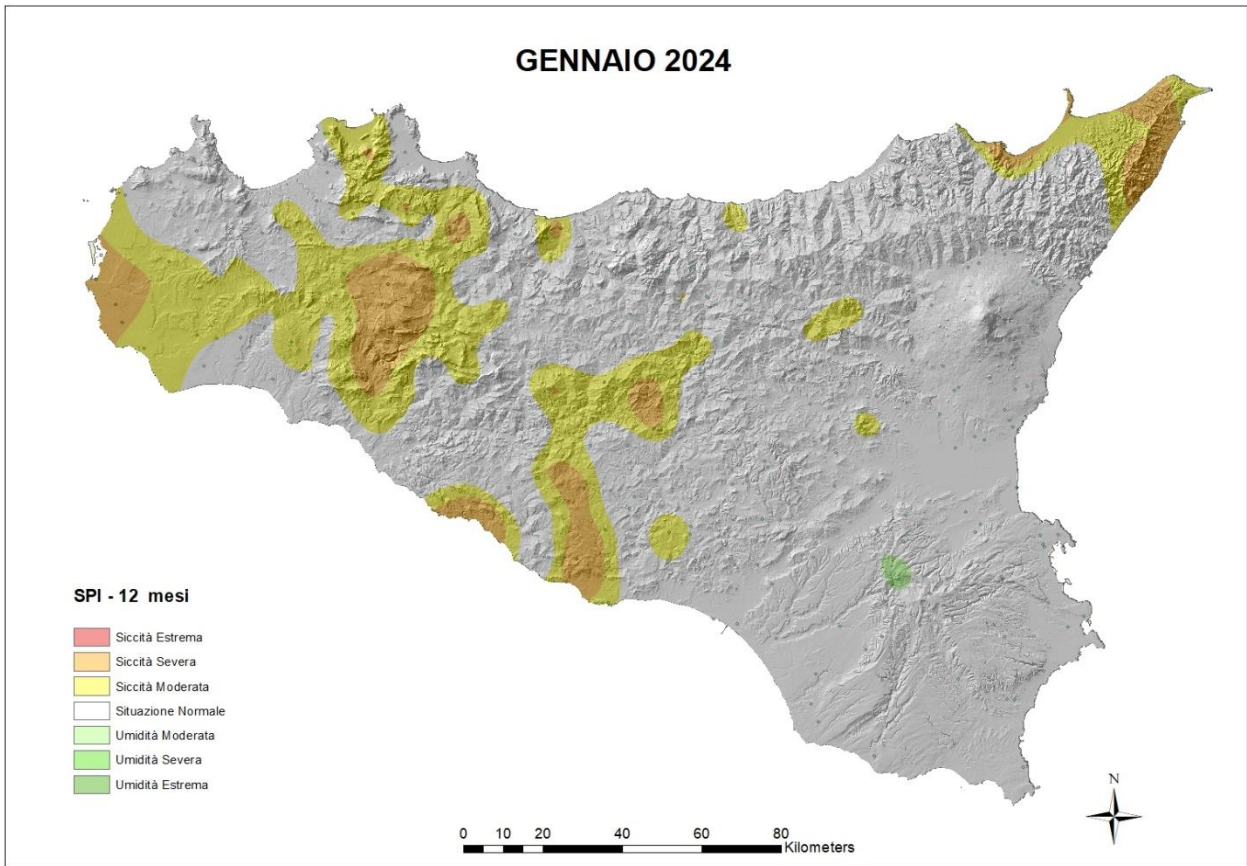 GENNAIO 2024
SPI - 12 mesi
Siccità Estrema
Siccità Severa
Siccità Moderata
Situazione Normale
Umidità Moderata
Umidità Severa
Umidità Estrema
N
0 10 20 40 60 80
Kilometers